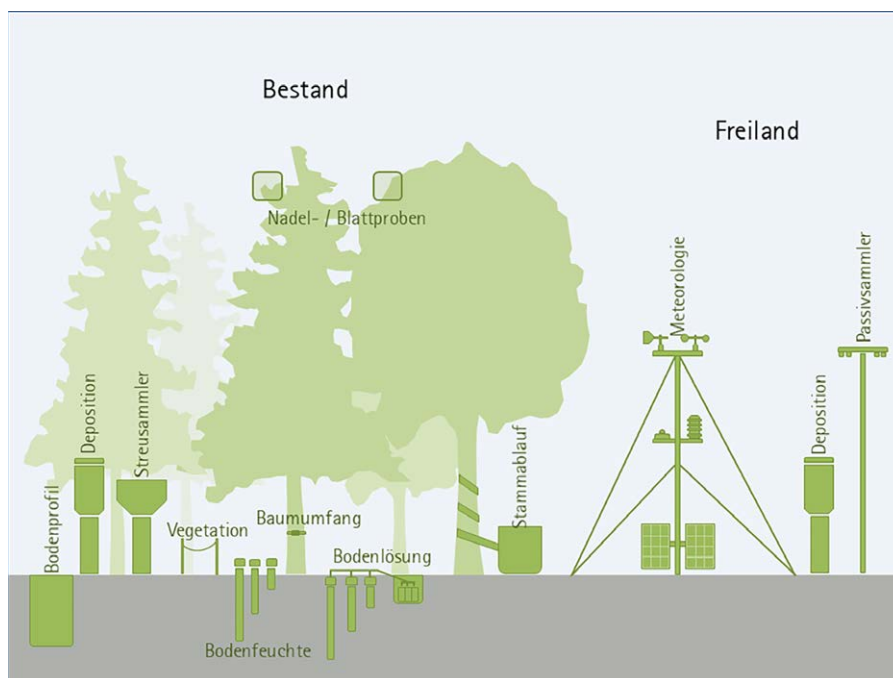 Bestand
Freiland
Nadel- / Blattproben
Meteorologie
Passivsammler
Deposition
Streusammler
Deposition
Bodenprofil
Vegetation
Baumumfang
Stammablauf
Bodenlösung
Bodenfeuchte